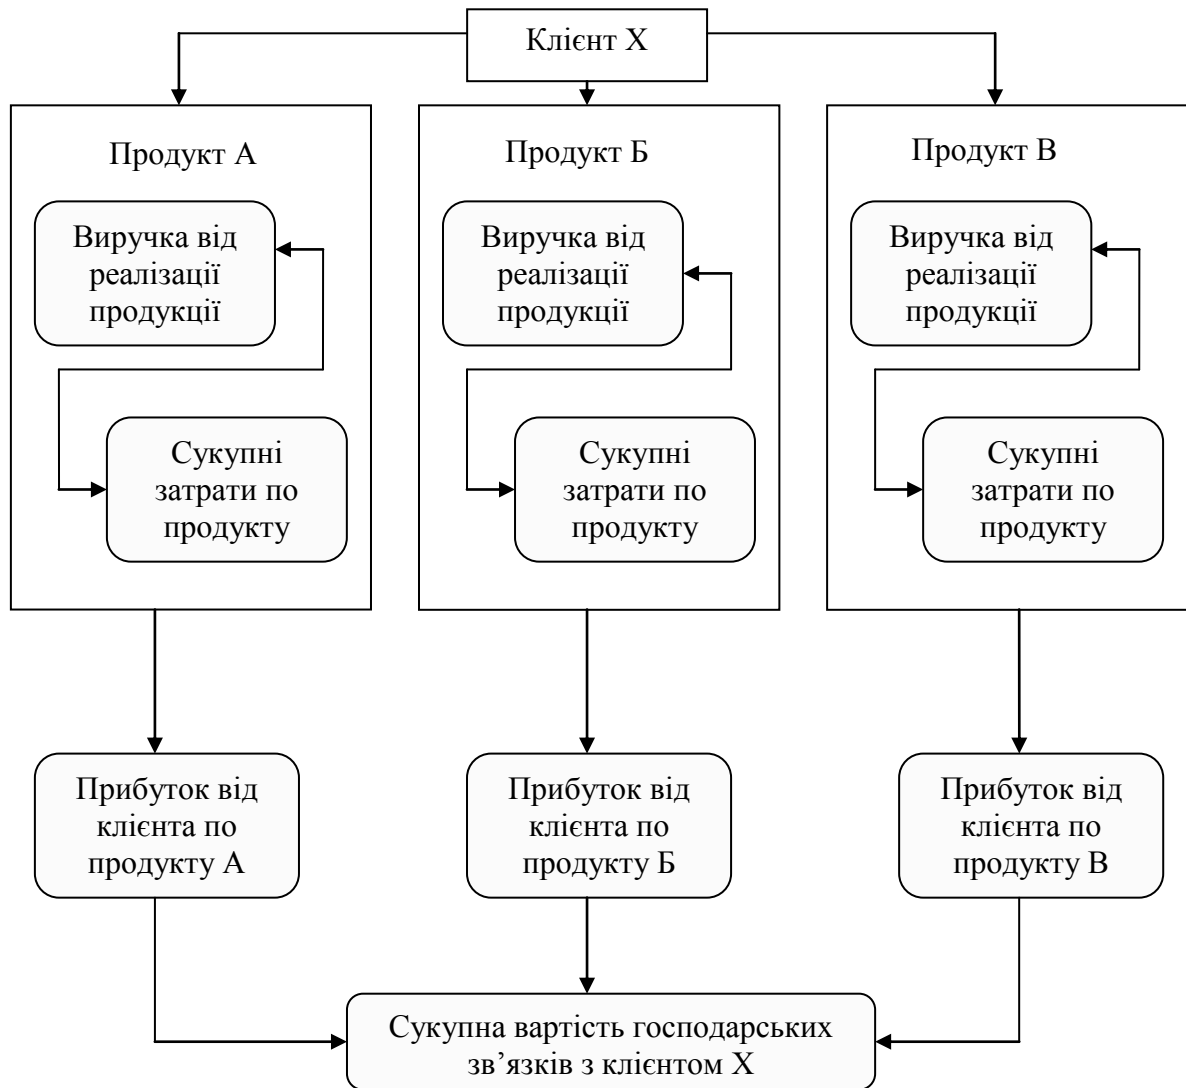 Клієнт Х
Продукт А
Виручка від
реалізації
продукції
Сукупні
затрати по
продукту
Продукт Б
Виручка від
реалізації
продукції
Сукупні
затрати по
продукту
Продукт В
Виручка від
реалізації
продукції
Сукупні
затрати по
продукту
Прибуток від
клієнта по
продукту А
Прибуток від
клієнта по
продукту Б
Прибуток від
клієнта по
продукту В
Сукупна вартість господарських
зв’язків з клієнтом Х